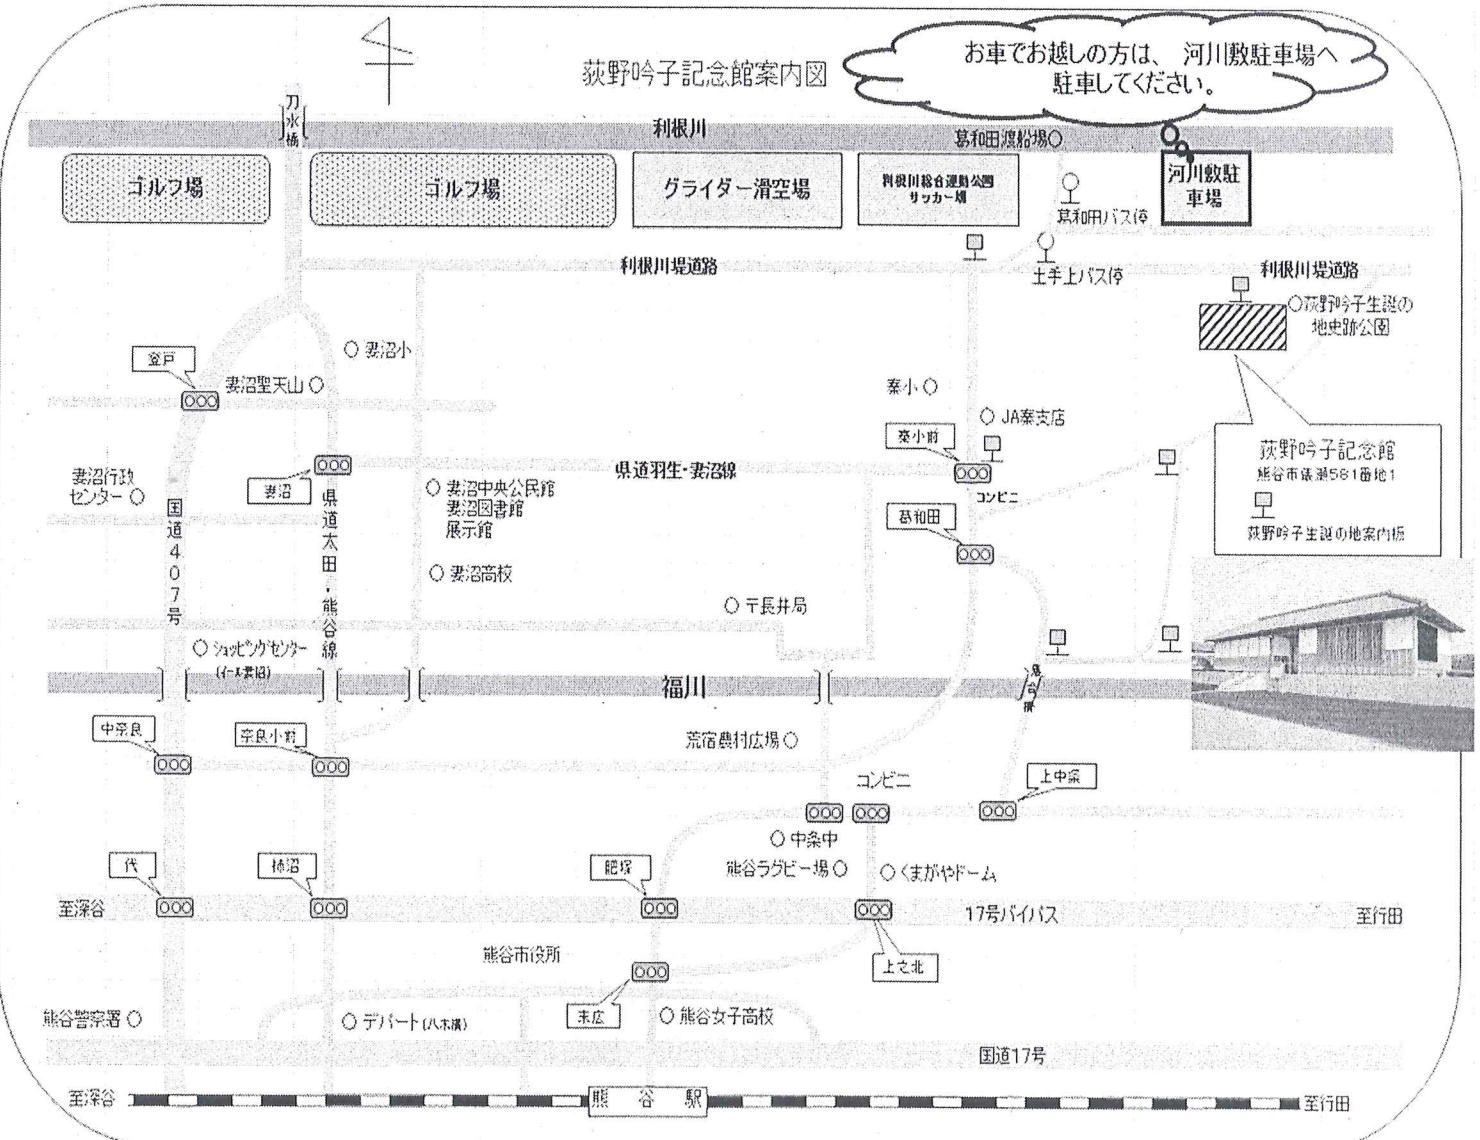 荻野吟子記念館案内図
お車でお越しの方は、 河川敷駐車場へ
駐車してください。
刀水橋
利根川
葛和田渡船場
ゴルフ場
ゴルフ場
グライダー滑空場
利根川総合運動公園
サッカー場
葛和田バス停
河川敷駐
車場
利根川堤道路
土手上バス停
利根川堤道路
荻野吟子生誕の
地史跡公園
登戸
妻沼小
妻沼聖天山
秦小
JA秦支店
秦小前
妻沼行政
センター
妻沼
県道羽生・妻沼線
妻沼中央公民館
妻沼図書館
展示館
コンビニ
葛和田
荻野吟子記念館
熊谷市俵瀬581番地1
荻野吟子生誕の地案内板
国道407号
県道太田・熊谷線
妻沼高校
〒長井局
ショッピングセンター
福川
中奈良
奈良小前
荒宿農村広場
コンビニ
上中条
中条中
代
柿沼
肥塚
熊谷ラグビー場
くまがやドーム
至深谷
17号バイパス
至行田
熊谷市役所
上之北
熊谷警察署
デパート(八木橋)
末広
熊谷女子高校
国道17号
至深谷
熊谷駅
至行田